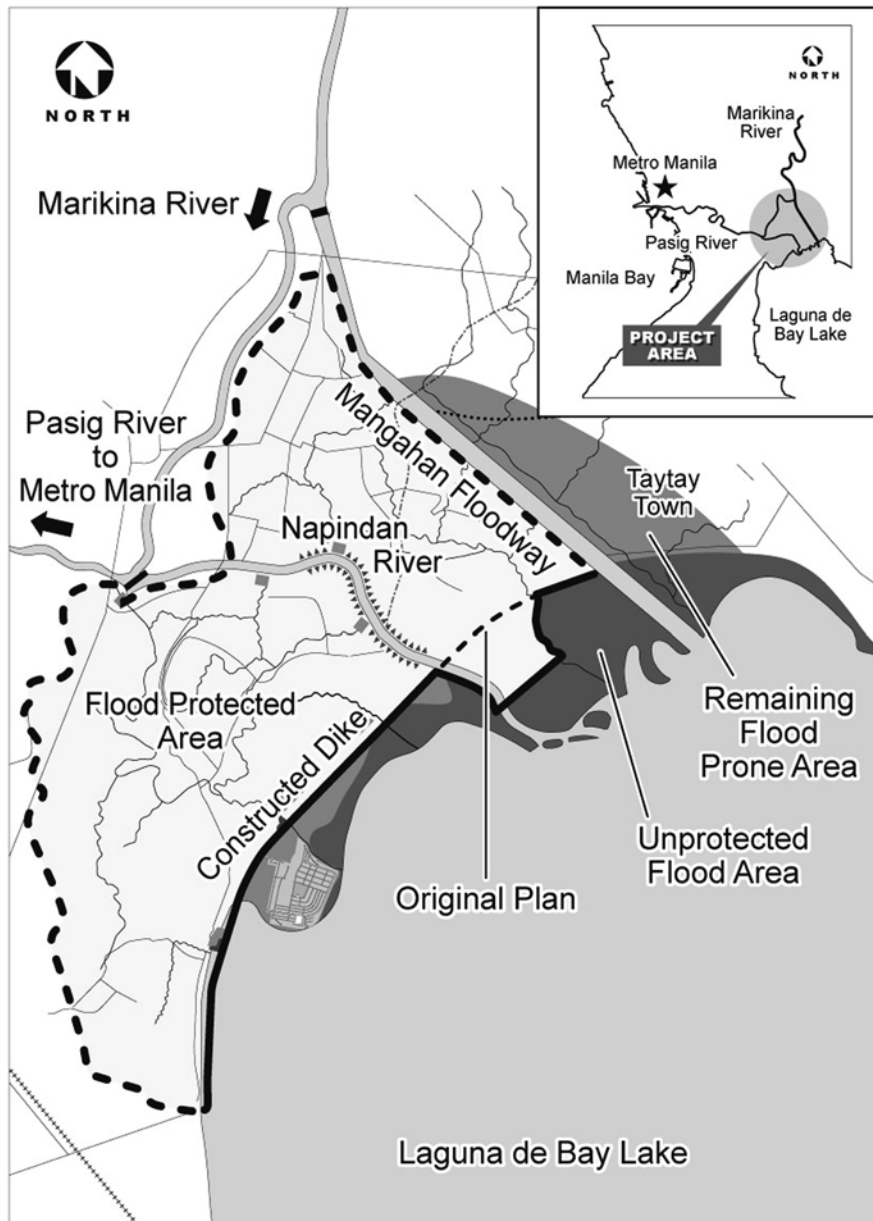 NORTH
Marikina River
Pasig River
to
Metro Manila
Napindan
River
Mangahan Floodway
Flood Protected
Area
Constructed Dike
Original Plan
Taytay
Town
Remaining
Flood
Prone Area
Unprotected
Flood Area
Laguna de Bay Lake
NORTH
Marikina
River
Metro Manila
Pasig River
Manila Bay
PROJECT
AREA
Laguna de
Bay Lake